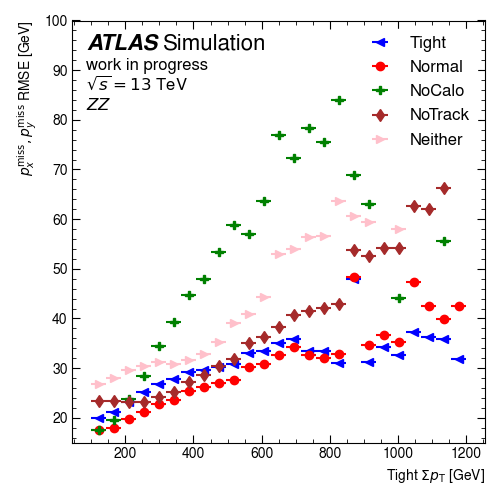 ATLAS Simulation
work in progress
√s = 13 TeV
ZZ
Tight
Normal
NoCalo
NoTrack
Neither
p_x^miss, p_y^miss RMSE [GeV]
100
90
80
70
60
50
40
30
20
200 400 600 800 1000 1200
Tight Σp_T [GeV]